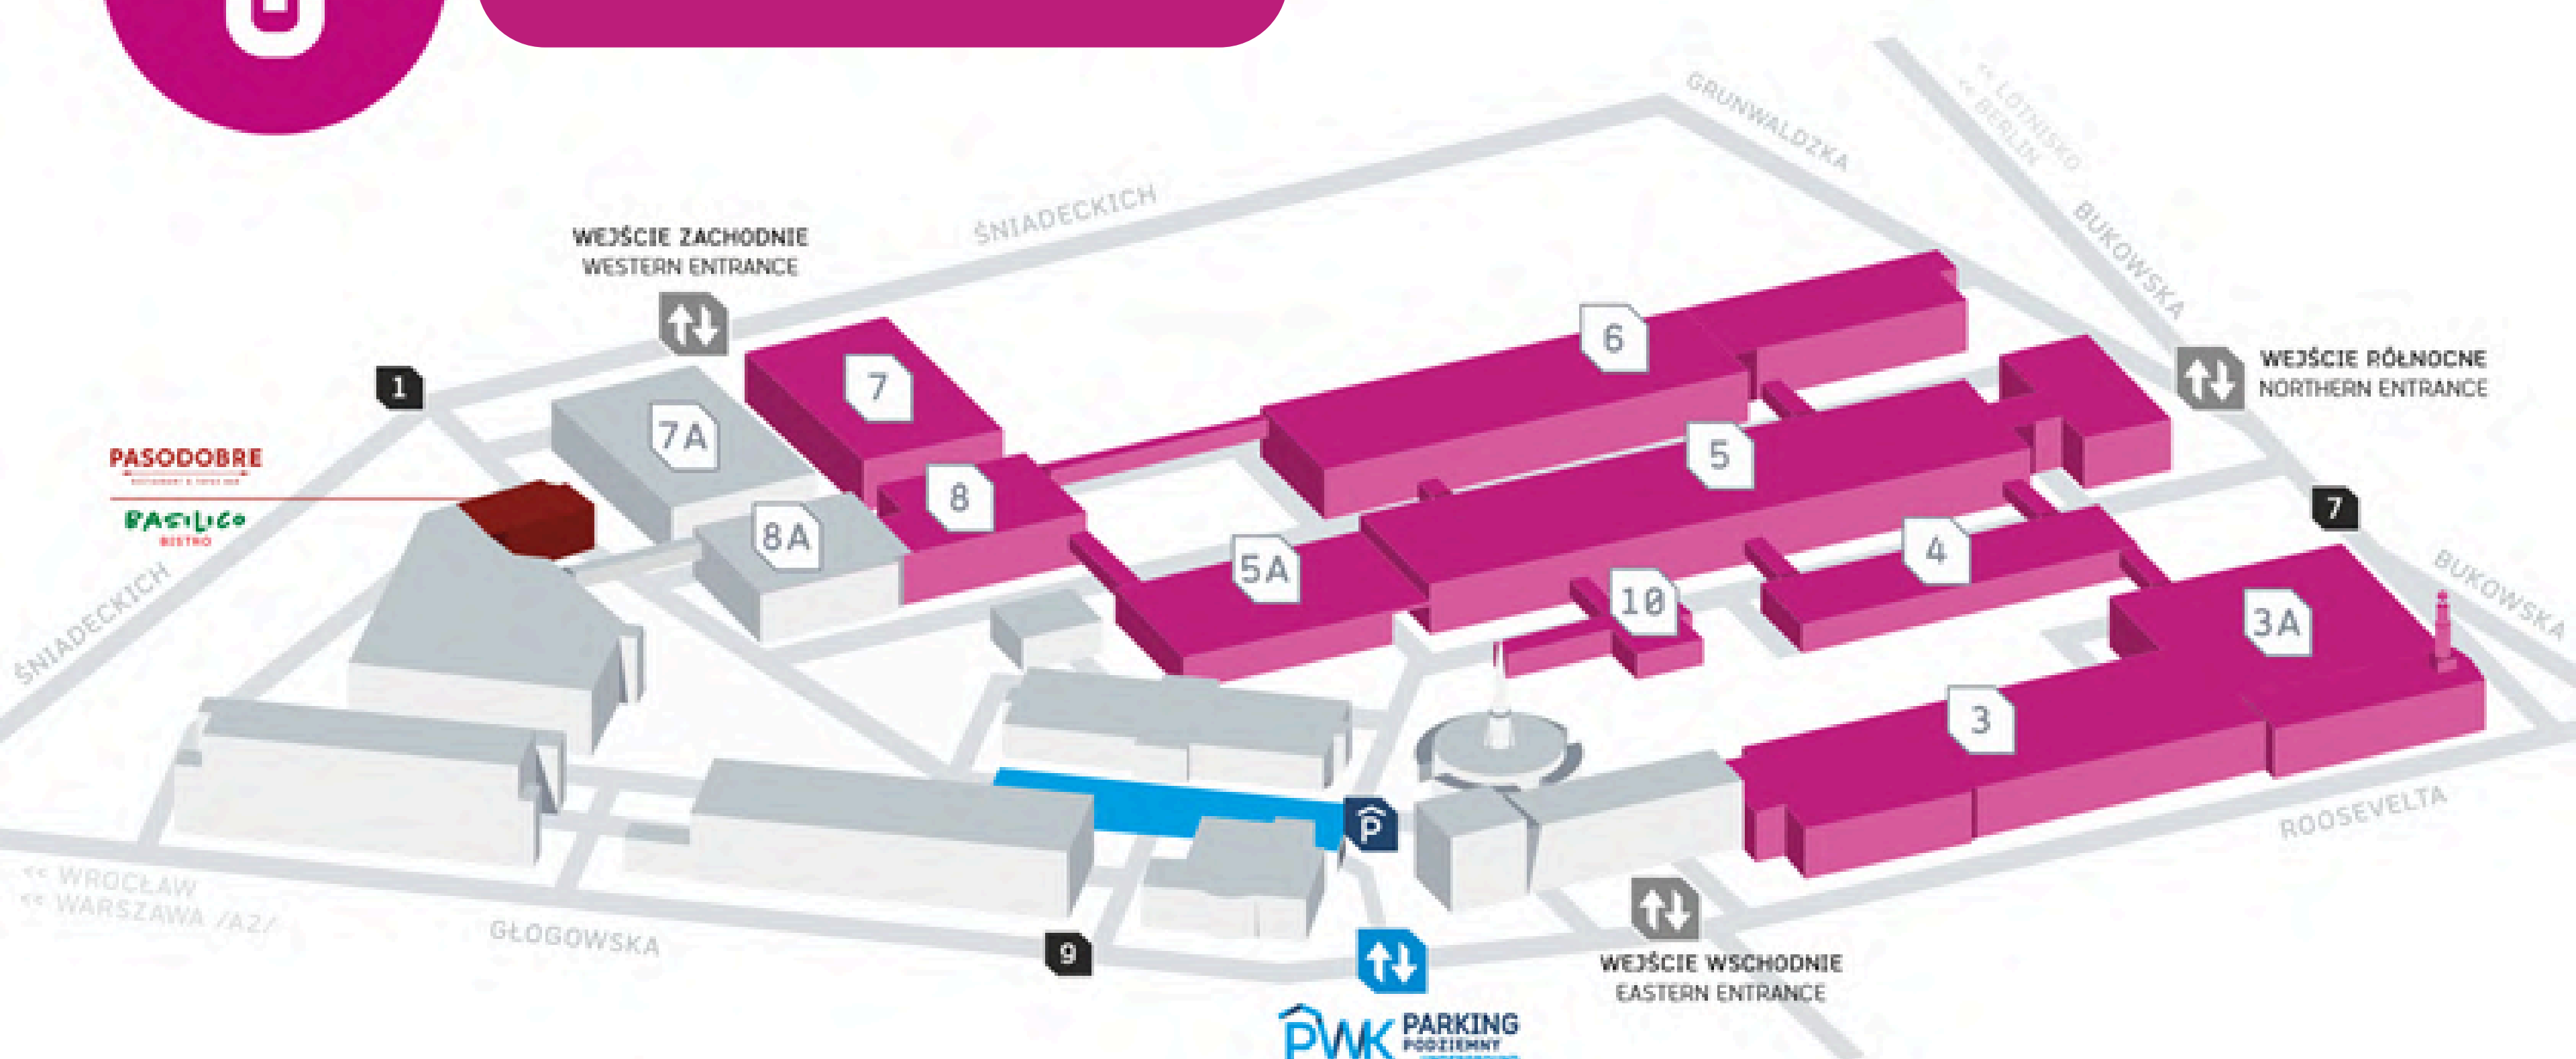 GRUNWALDZKA
<< LOTNISKO
<< BERLIN
BUKOWSKA
ŚNIADECKICH
WEJŚCIE ZACHODNIE
WESTERN ENTRANCE
6
WEJŚCIE PÓŁNOCNE
NORTHERN ENTRANCE
7
1
7A
5
PASODOBRE
8
7
BASILICO
BISTRO
8A
4
5A
10
BUKOWSKA
3A
ŚNIADECKICH
3
P
ROOSEVELTA
<< WROCŁAW
<< WARSZAWA /A2/
GŁOGOWSKA
9
WEJŚCIE WSCHODNIE
EASTERN ENTRANCE
PWK PARKING
PODZIEMNY